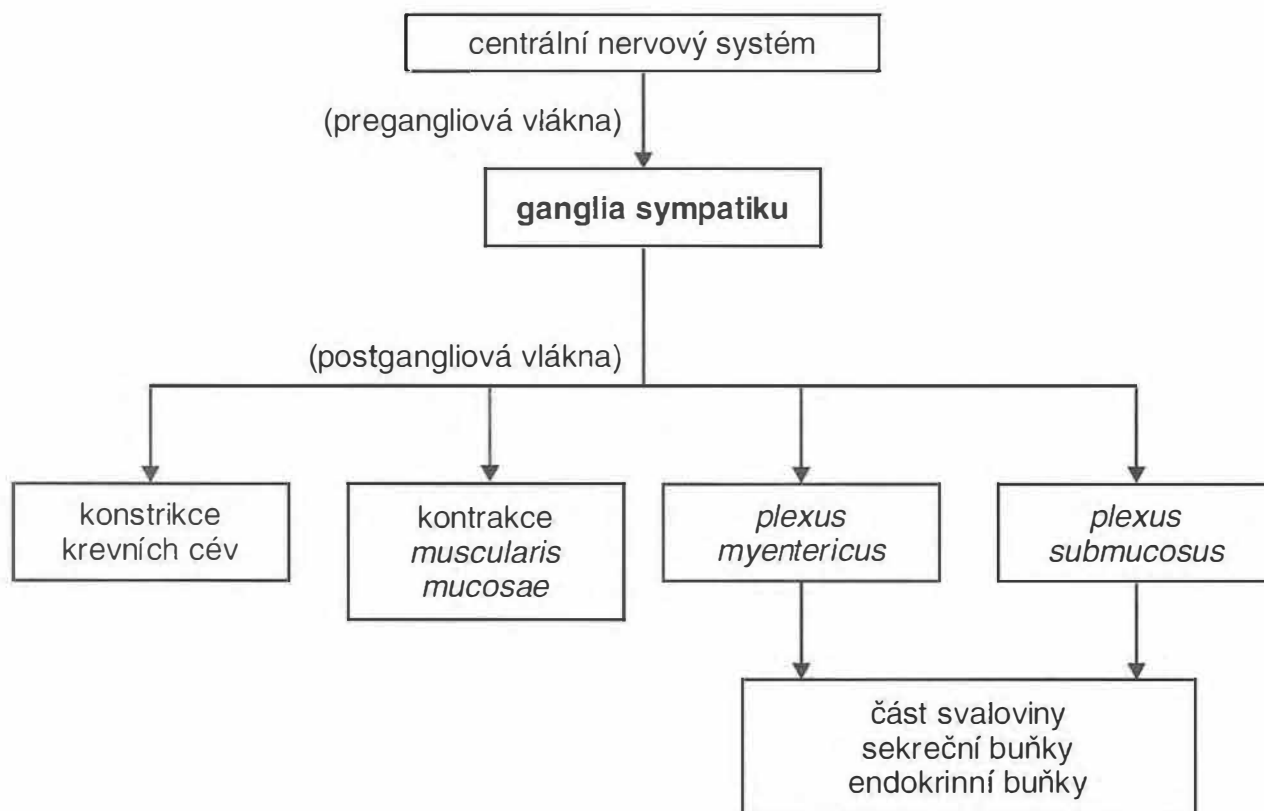 centrální nervový systém
(pregangliová vlákna)
ganglia sympatiku
(postgangliová vlákna)
konstrikce
krevních cév
kontrakce
muscularis
mucosae
plexus
myentericus
plexus
submucosus
část svaloviny
sekreční buňky
endokrinní buňky